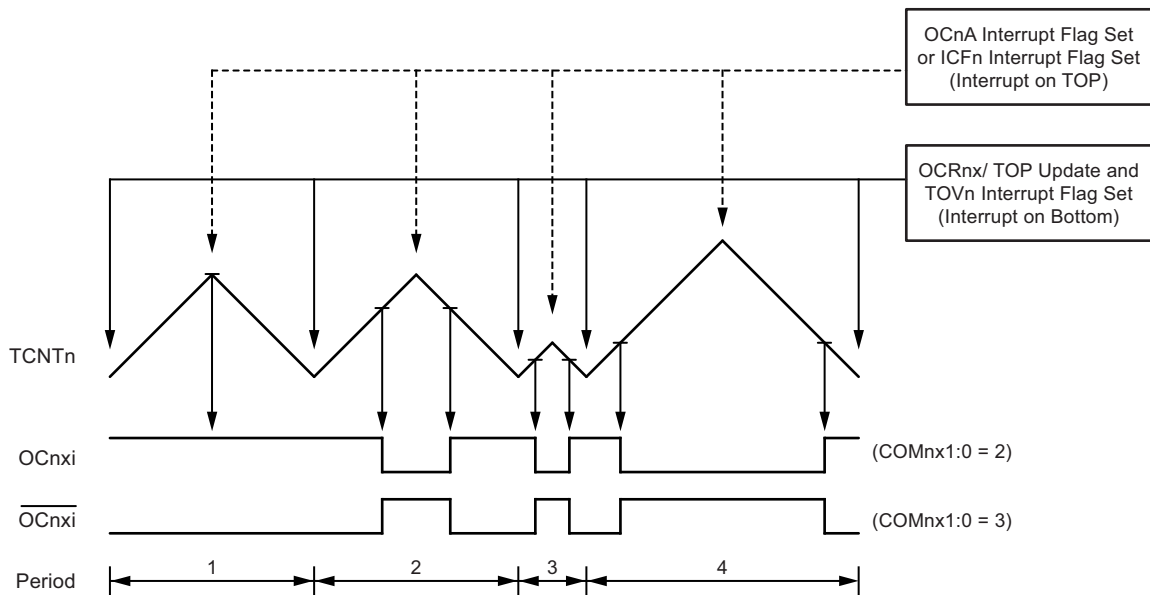 OCnA Interrupt Flag Set
or ICFn Interrupt Flag Set
(Interrupt on TOP)
OCRnx/ TOP Update and
TOVn Interrupt Flag Set
(Interrupt on Bottom)
TCNTn
OCnxi
(COMnx1:0 = 2)
OCnxi
(COMnx1:0 = 3)
Period
1
2
3
4